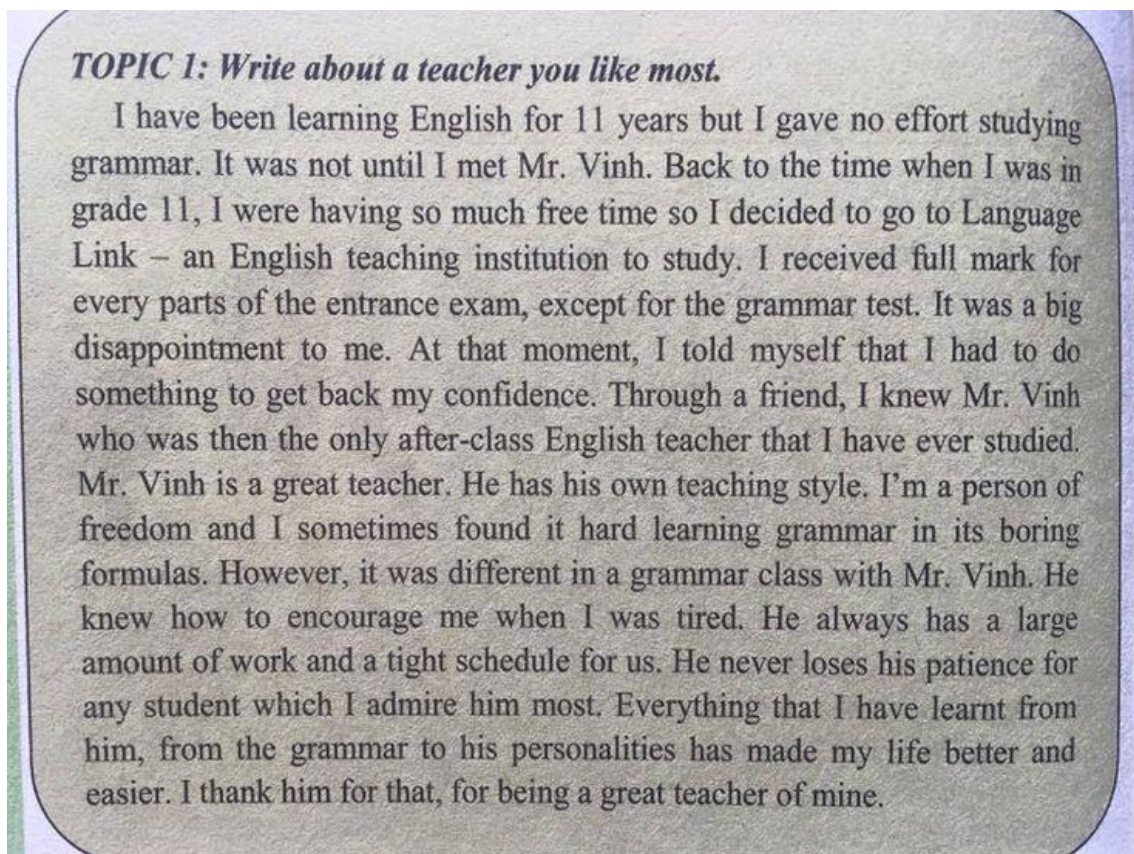 TOPIC 1: Write about a teacher you like most.
I have been learning English for 11 years but I gave no effort studying
grammar. It was not until I met Mr. Vinh. Back to the time when I was in
grade 11, I were having so much free time so I decided to go to Language
Link – an English teaching institution to study. I received full mark for
every parts of the entrance exam, except for the grammar test. It was a big
disappointment to me. At that moment, I told myself that I had to do
something to get back my confidence. Through a friend, I knew Mr. Vinh
who was then the only after-class English teacher that I have ever studied.
Mr. Vinh is a great teacher. He has his own teaching style. I'm a person of
freedom and I sometimes found it hard learning grammar in its boring
formulas. However, it was different in a grammar class with Mr. Vinh. He
knew how to encourage me when I was tired. He always has a large
amount of work and a tight schedule for us. He never loses his patience for
any student which I admire him most. Everything that I have learnt from
him, from the grammar to his personalities has made my life better and
easier. I thank him for that, for being a great teacher of mine.